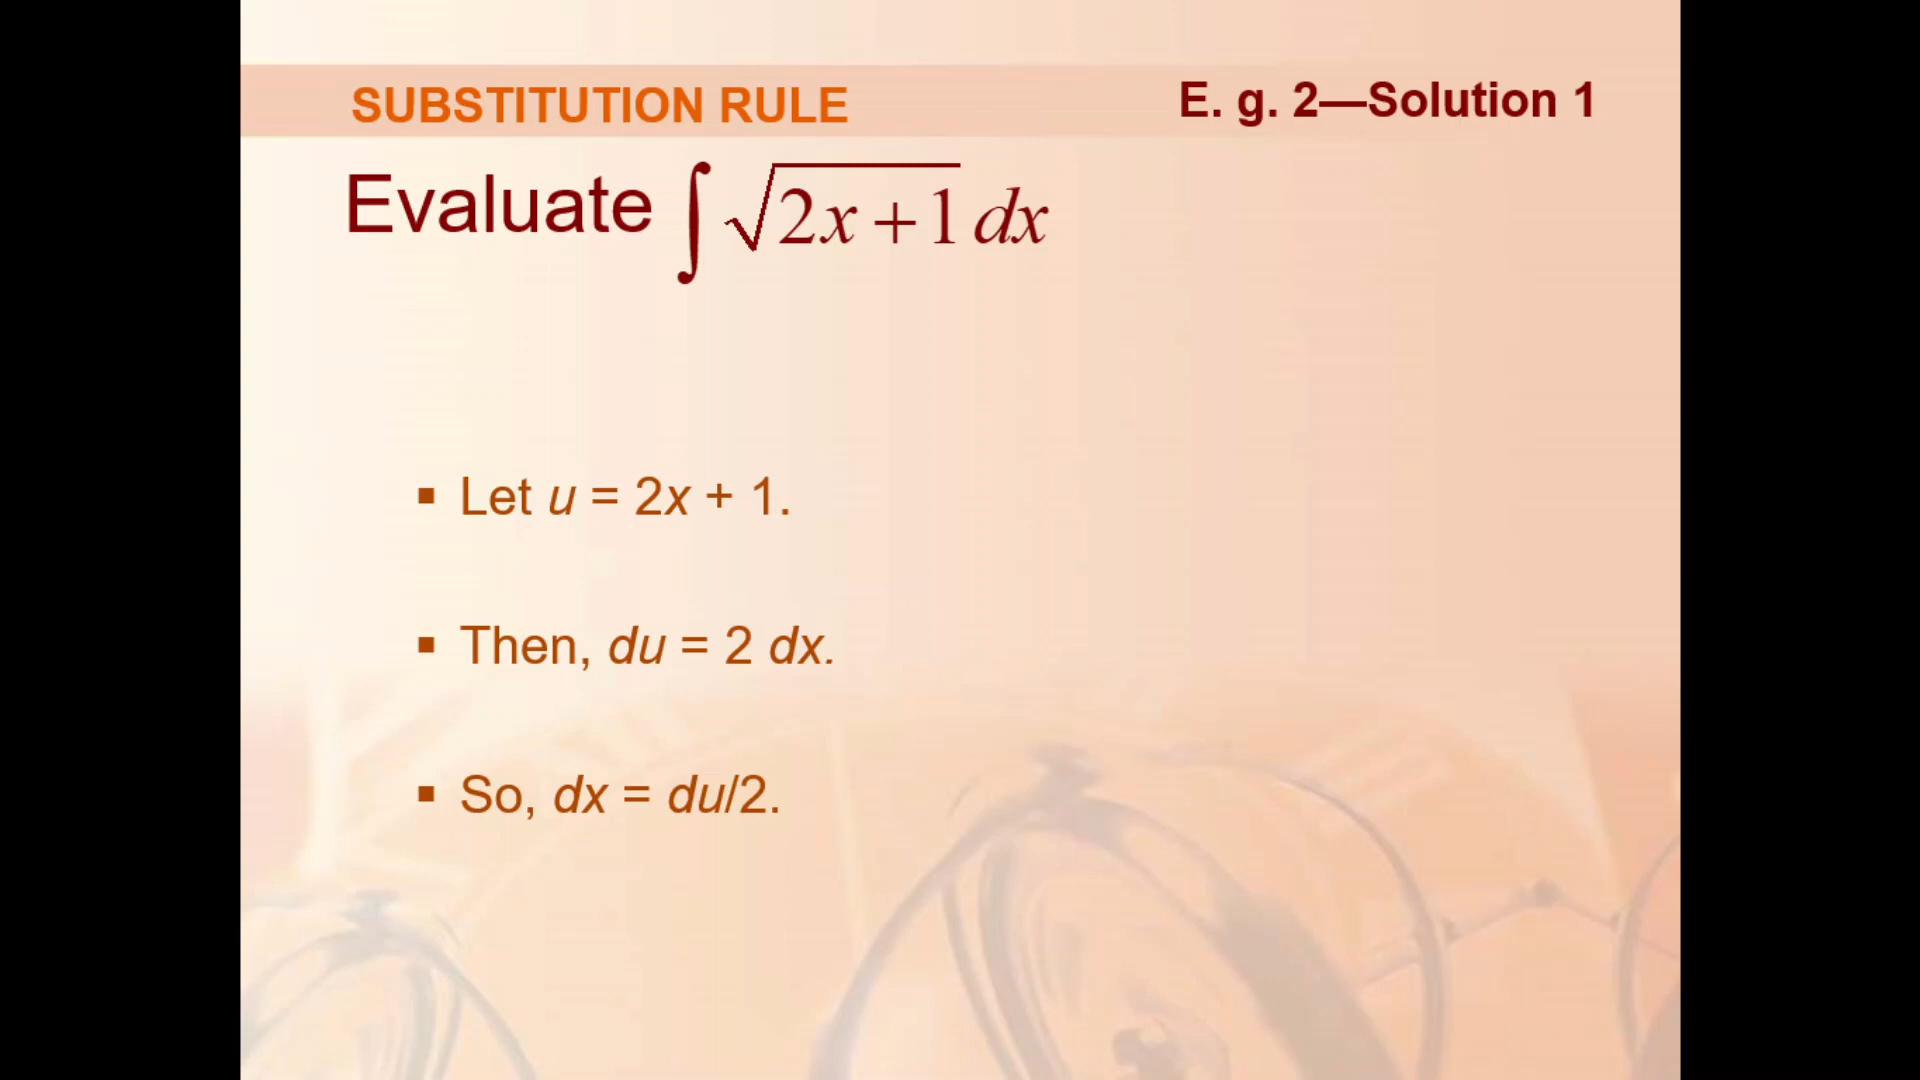 SUBSTITUTION RULE
E. g. 2—Solution 1
Evaluate ∫ √(2x + 1) dx
▪ Let u = 2x + 1.
▪ Then, du = 2 dx.
▪ So, dx = du/2.